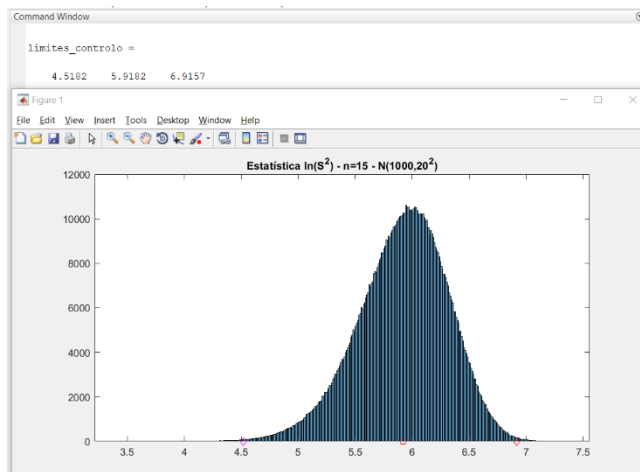 Command Window
limites_controlo =
4.5182 5.9182 6.9157
Figure 1
File Edit View Insert Tools Desktop Window Help
Estatística ln(S²) - n=15 - N(1000,20²)
12000
10000
8000
6000
4000
2000
0
3.5 4 4.5 5 5.5 6 6.5 7 7.5